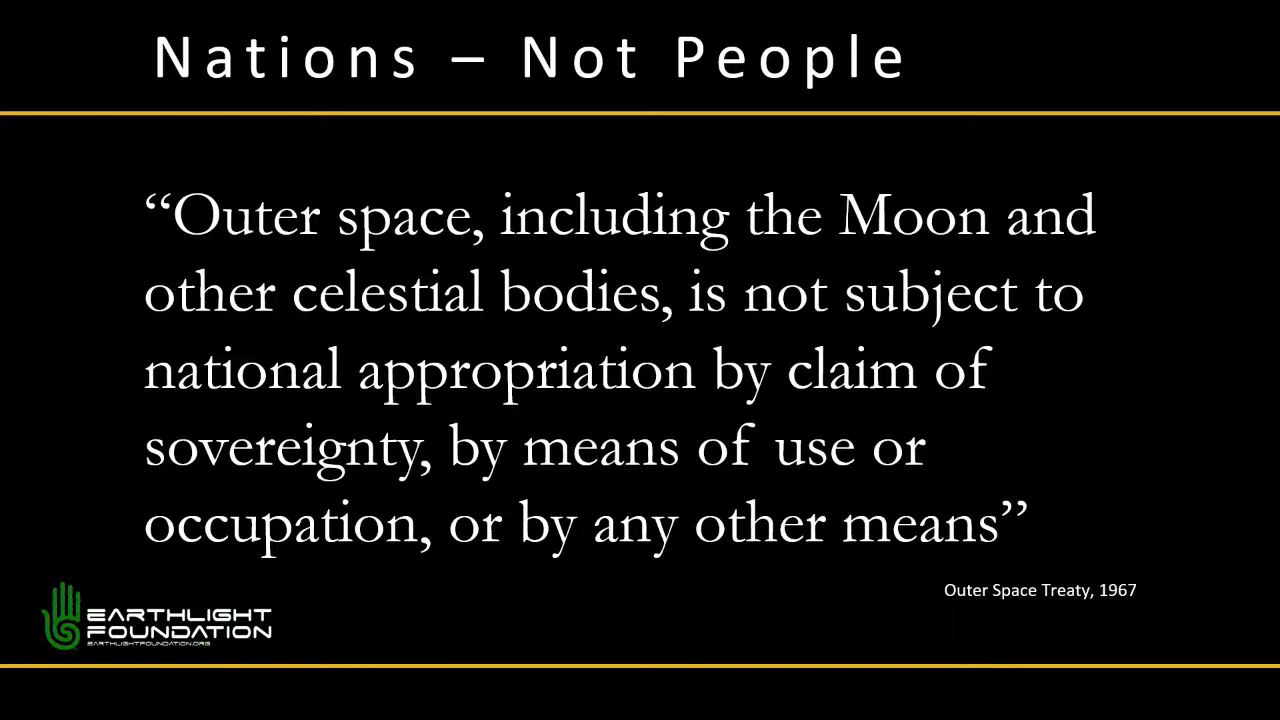 Nations – Not People
“Outer space, including the Moon and
other celestial bodies, is not subject to
national appropriation by claim of
sovereignty, by means of use or
occupation, or by any other means”
Outer Space Treaty, 1967
EARTHLIGHT
FOUNDATION
EARTHLIGHTFOUNDATION.ORG